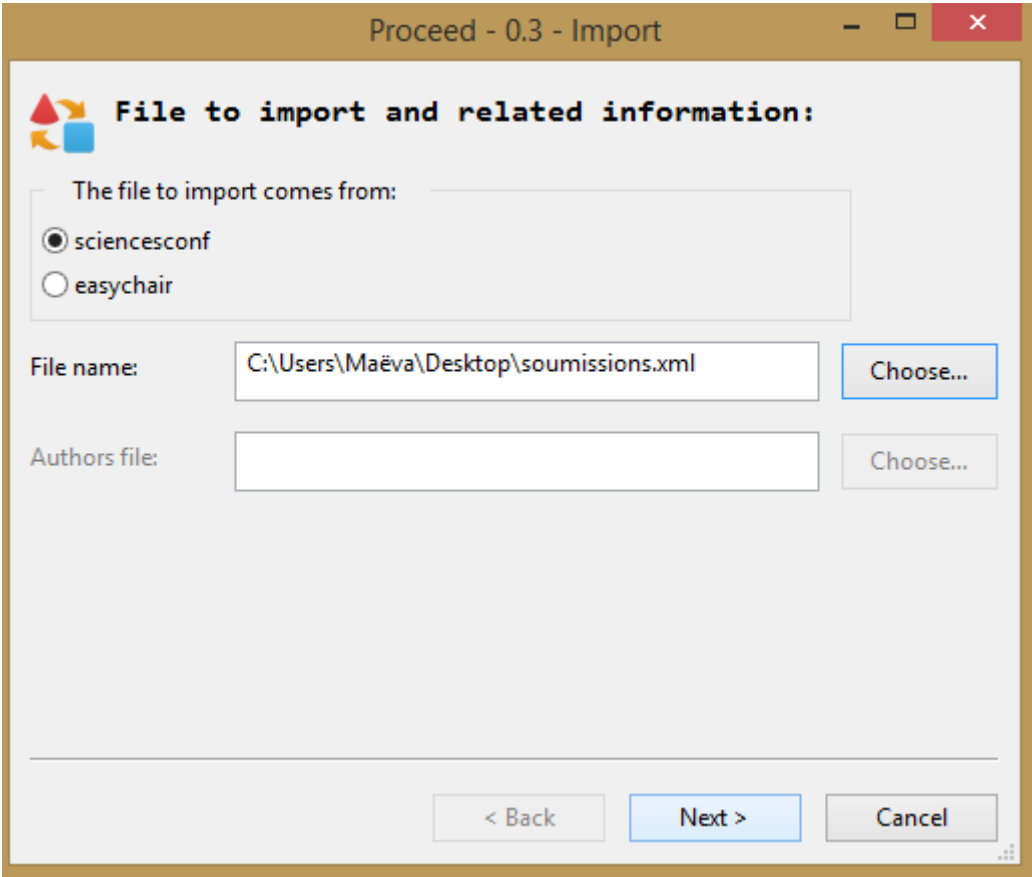 Proceed - 0.3 - Import
File to import and related information:
The file to import comes from:
sciencesconf
easychair
File name:
C:\Users\Maëva\Desktop\soumissions.xml
Choose...
Authors file:
Choose...
< Back
Next >
Cancel